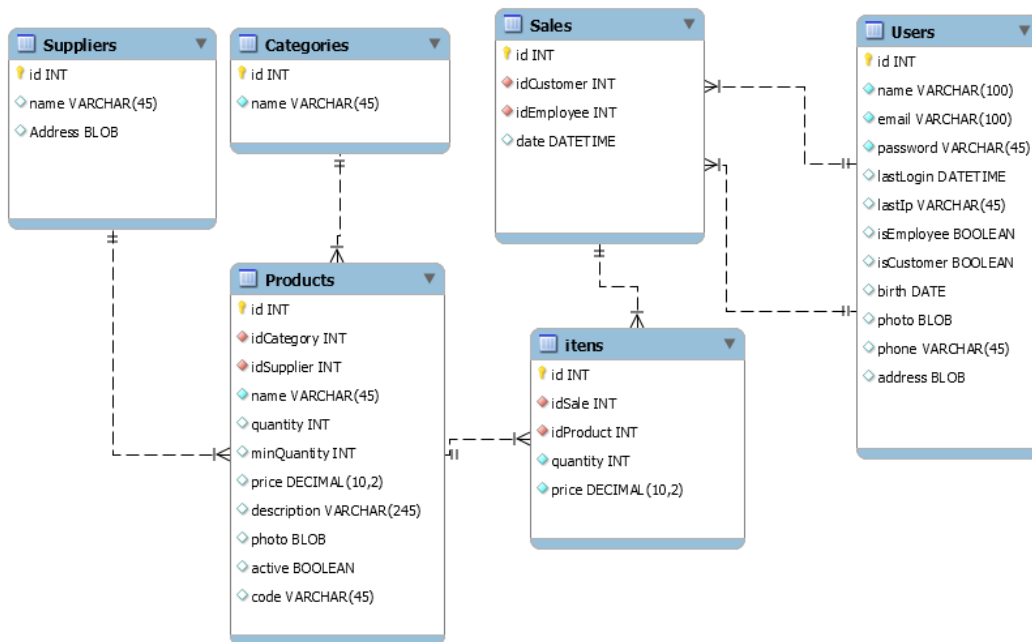 Suppliers
id INT
name VARCHAR(45)
Address BLOB
Categories
id INT
name VARCHAR(45)
Sales
id INT
idCustomer INT
idEmployee INT
date DATETIME
Users
id INT
name VARCHAR(100)
email VARCHAR(100)
password VARCHAR(45)
lastLogin DATETIME
lastIp VARCHAR(45)
isEmployee BOOLEAN
isCustomer BOOLEAN
birth DATE
photo BLOB
phone VARCHAR(45)
address BLOB
Products
id INT
idCategory INT
idSupplier INT
name VARCHAR(45)
quantity INT
minQuantity INT
price DECIMAL(10,2)
description VARCHAR(245)
photo BLOB
active BOOLEAN
code VARCHAR(45)
itens
id INT
idSale INT
idProduct INT
quantity INT
price DECIMAL(10,2)